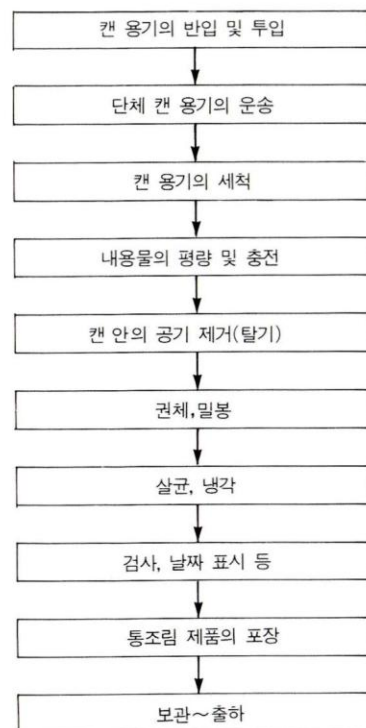 캔 용기의 반입 및 투입
단체 캔 용기의 운송
캔 용기의 세척
내용물의 평량 및 충전
캔 안의 공기 제거(탈기)
권체,밀봉
살균, 냉각
검사, 날짜 표시 등
통조림 제품의 포장
보관~출하